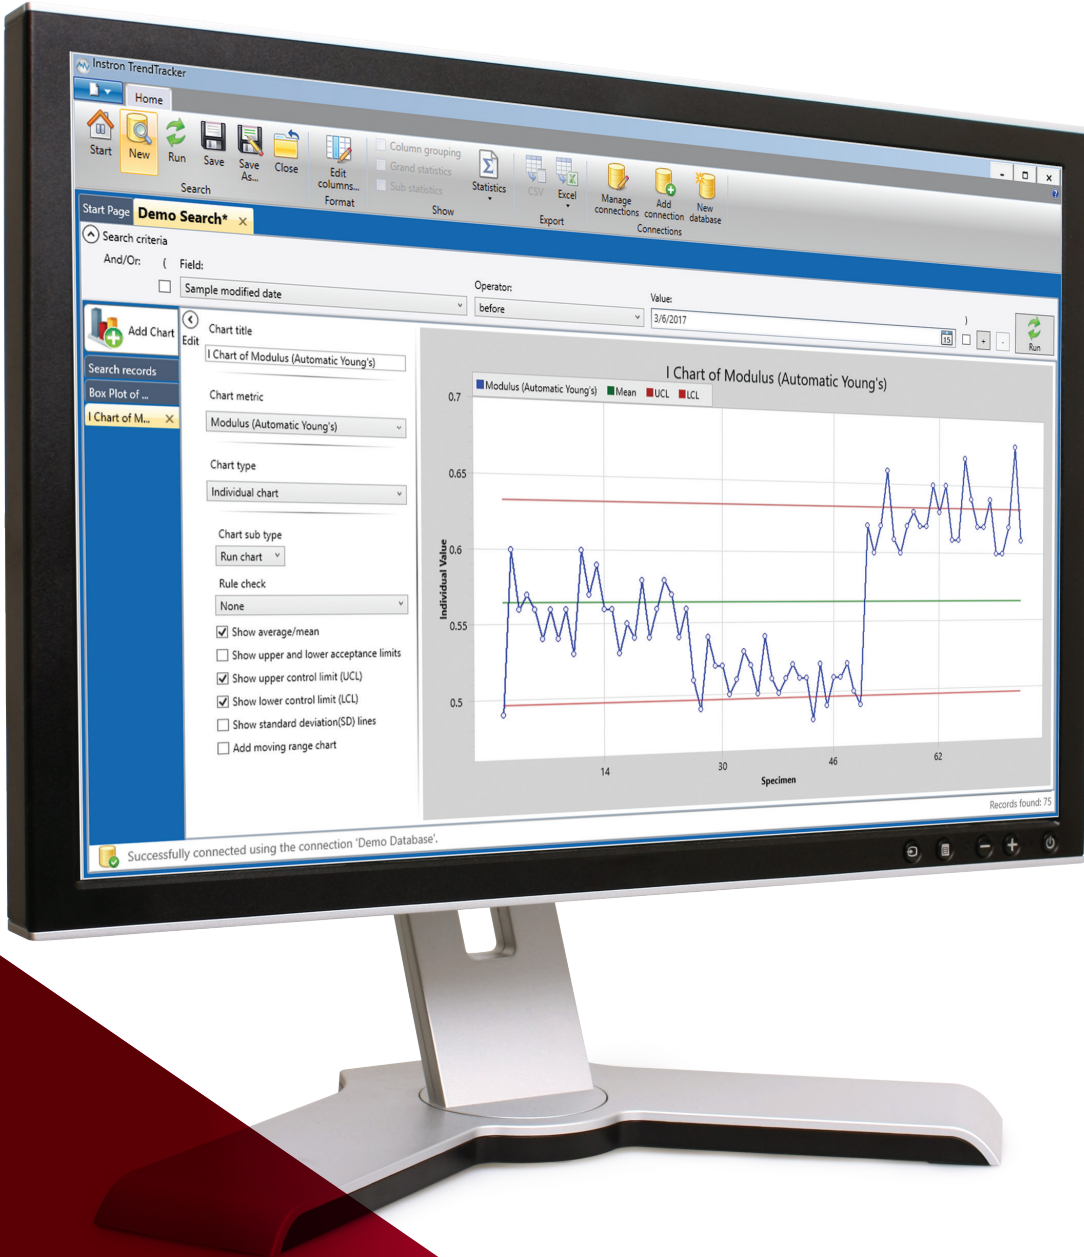 Instron TrendTracker
Home
Start
New
Run
Save
Save As...
Close
Search
Edit columns...
Format
Column grouping
Grand statistics
Sub statistics
Statistics
Show
CSV
Excel
Export
Manage connections
Add connection
New database
Connections
Start Page
Demo Search*
Search criteria
And/Or:
(
Field:
Operator:
Value:
)
Sample modified date
before
3/6/2017
15
+
-
Run
Add Chart
Search records
Box Plot of ...
I Chart of M...
Edit
Chart title
I Chart of Modulus (Automatic Young's)
Chart metric
Modulus (Automatic Young's)
Chart type
Individual chart
Chart sub type
Run chart
Rule check
None
Show average/mean
Show upper and lower acceptance limits
Show upper control limit (UCL)
Show lower control limit (LCL)
Show standard deviation(SD) lines
Add moving range chart
I Chart of Modulus (Automatic Young's)
Modulus (Automatic Young's) Mean UCL LCL
0.7
0.65
0.6
0.55
0.5
Individual Value
14 30 46 62
Specimen
Records found: 75
Successfully connected using the connection 'Demo Database'.